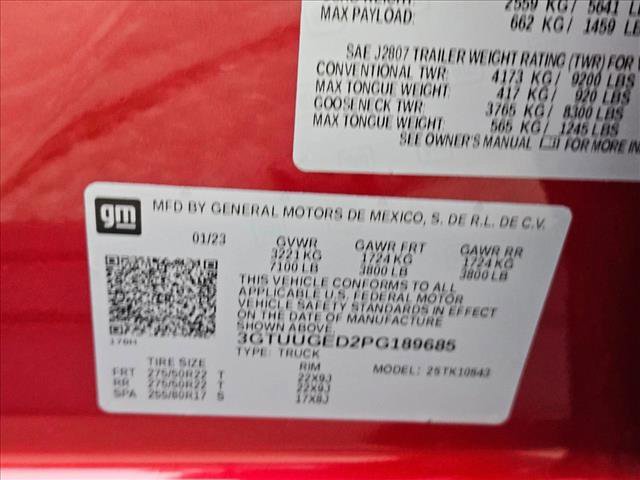 2559 KG / 5641 LB
MAX PAYLOAD: 662 KG / 1459 LB
SAE J2807 TRAILER WEIGHT RATING (TWR) FOR
CONVENTIONAL TWR: 4173 KG / 9200 LBS
MAX TONGUE WEIGHT: 417 KG / 920 LBS
GOOSENECK TWR: 3765 KG / 8300 LBS
MAX TONGUE WEIGHT: 565 KG / 1245 LBS
SEE OWNER'S MANUAL FOR MORE
gm MFD BY GENERAL MOTORS DE MEXICO, S. DE R.L. DE C.V.
01/23 GVWR GAWR FRT GAWR RR
3221 KG 1724 KG 1724 KG
7100 LB 3800 LB 3800 LB
THIS VEHICLE CONFORMS TO ALL
APPLICABLE U.S. FEDERAL MOTOR
VEHICLE SAFETY STANDARDS IN EFFECT
ON THE DATE OF MANUFACTURE
SHOWN ABOVE.
3GTUUGED2PG189685
TYPE: TRUCK
TIRE SIZE RIM MODEL: 25TK10543
FRT 275/50R22 T 22X9J
RR 275/50R22 T 22X9J
SPA 255/80R17 S 17X8J